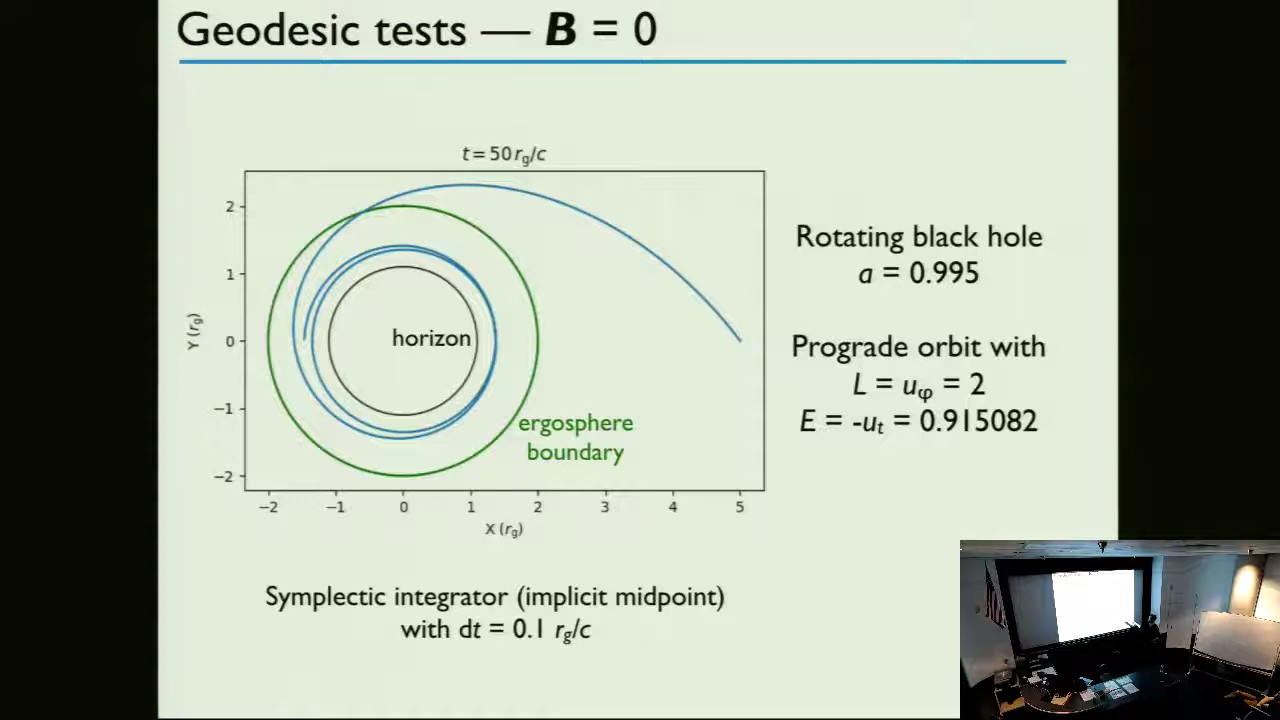 Geodesic tests — B = 0
t = 50 r_g/c
2
1
0
−1
−2
Y (r_g)
horizon
ergosphere
boundary
−2 −1 0 1 2 3 4 5
X (r_g)
Rotating black hole
a = 0.995
Prograde orbit with
L = u_φ = 2
E = -u_t = 0.915082
Symplectic integrator (implicit midpoint)
with dt = 0.1 r_g/c